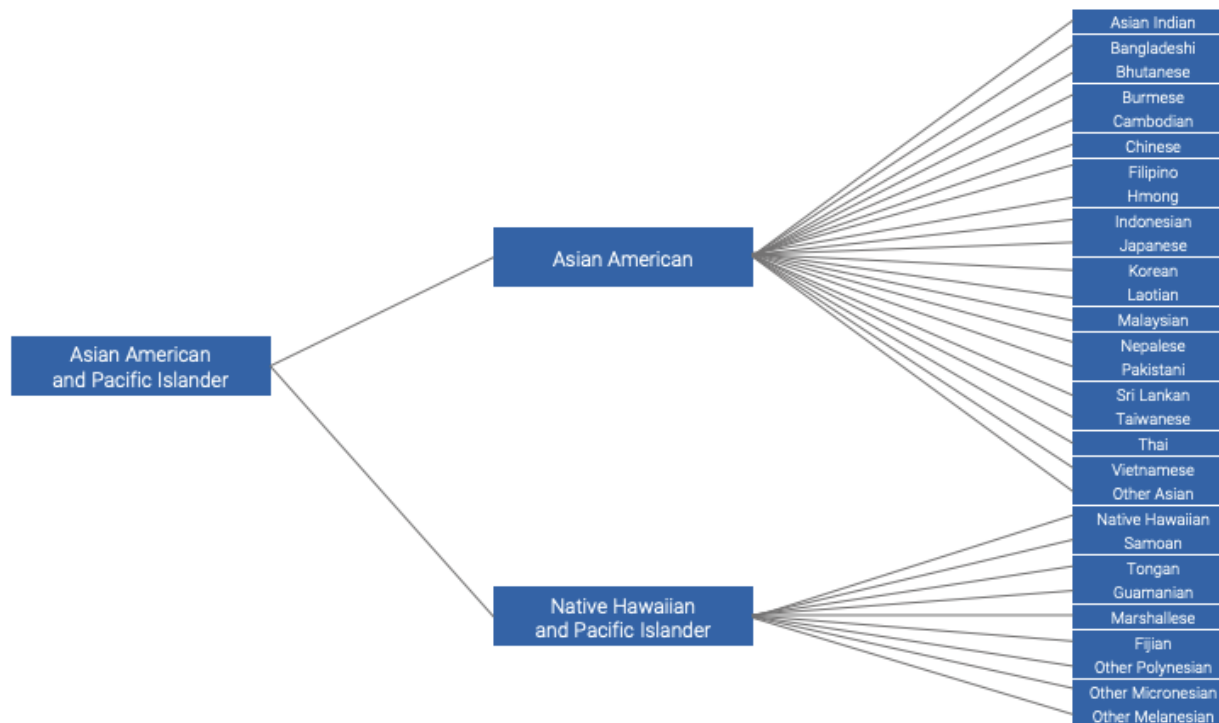 Asian American
and Pacific Islander
Asian American
Native Hawaiian
and Pacific Islander
Asian Indian
Bangladeshi
Bhutanese
Burmese
Cambodian
Chinese
Filipino
Hmong
Indonesian
Japanese
Korean
Laotian
Malaysian
Nepalese
Pakistani
Sri Lankan
Taiwanese
Thai
Vietnamese
Other Asian
Native Hawaiian
Samoan
Tongan
Guamanian
Marshallese
Fijian
Other Polynesian
Other Micronesian
Other Melanesian